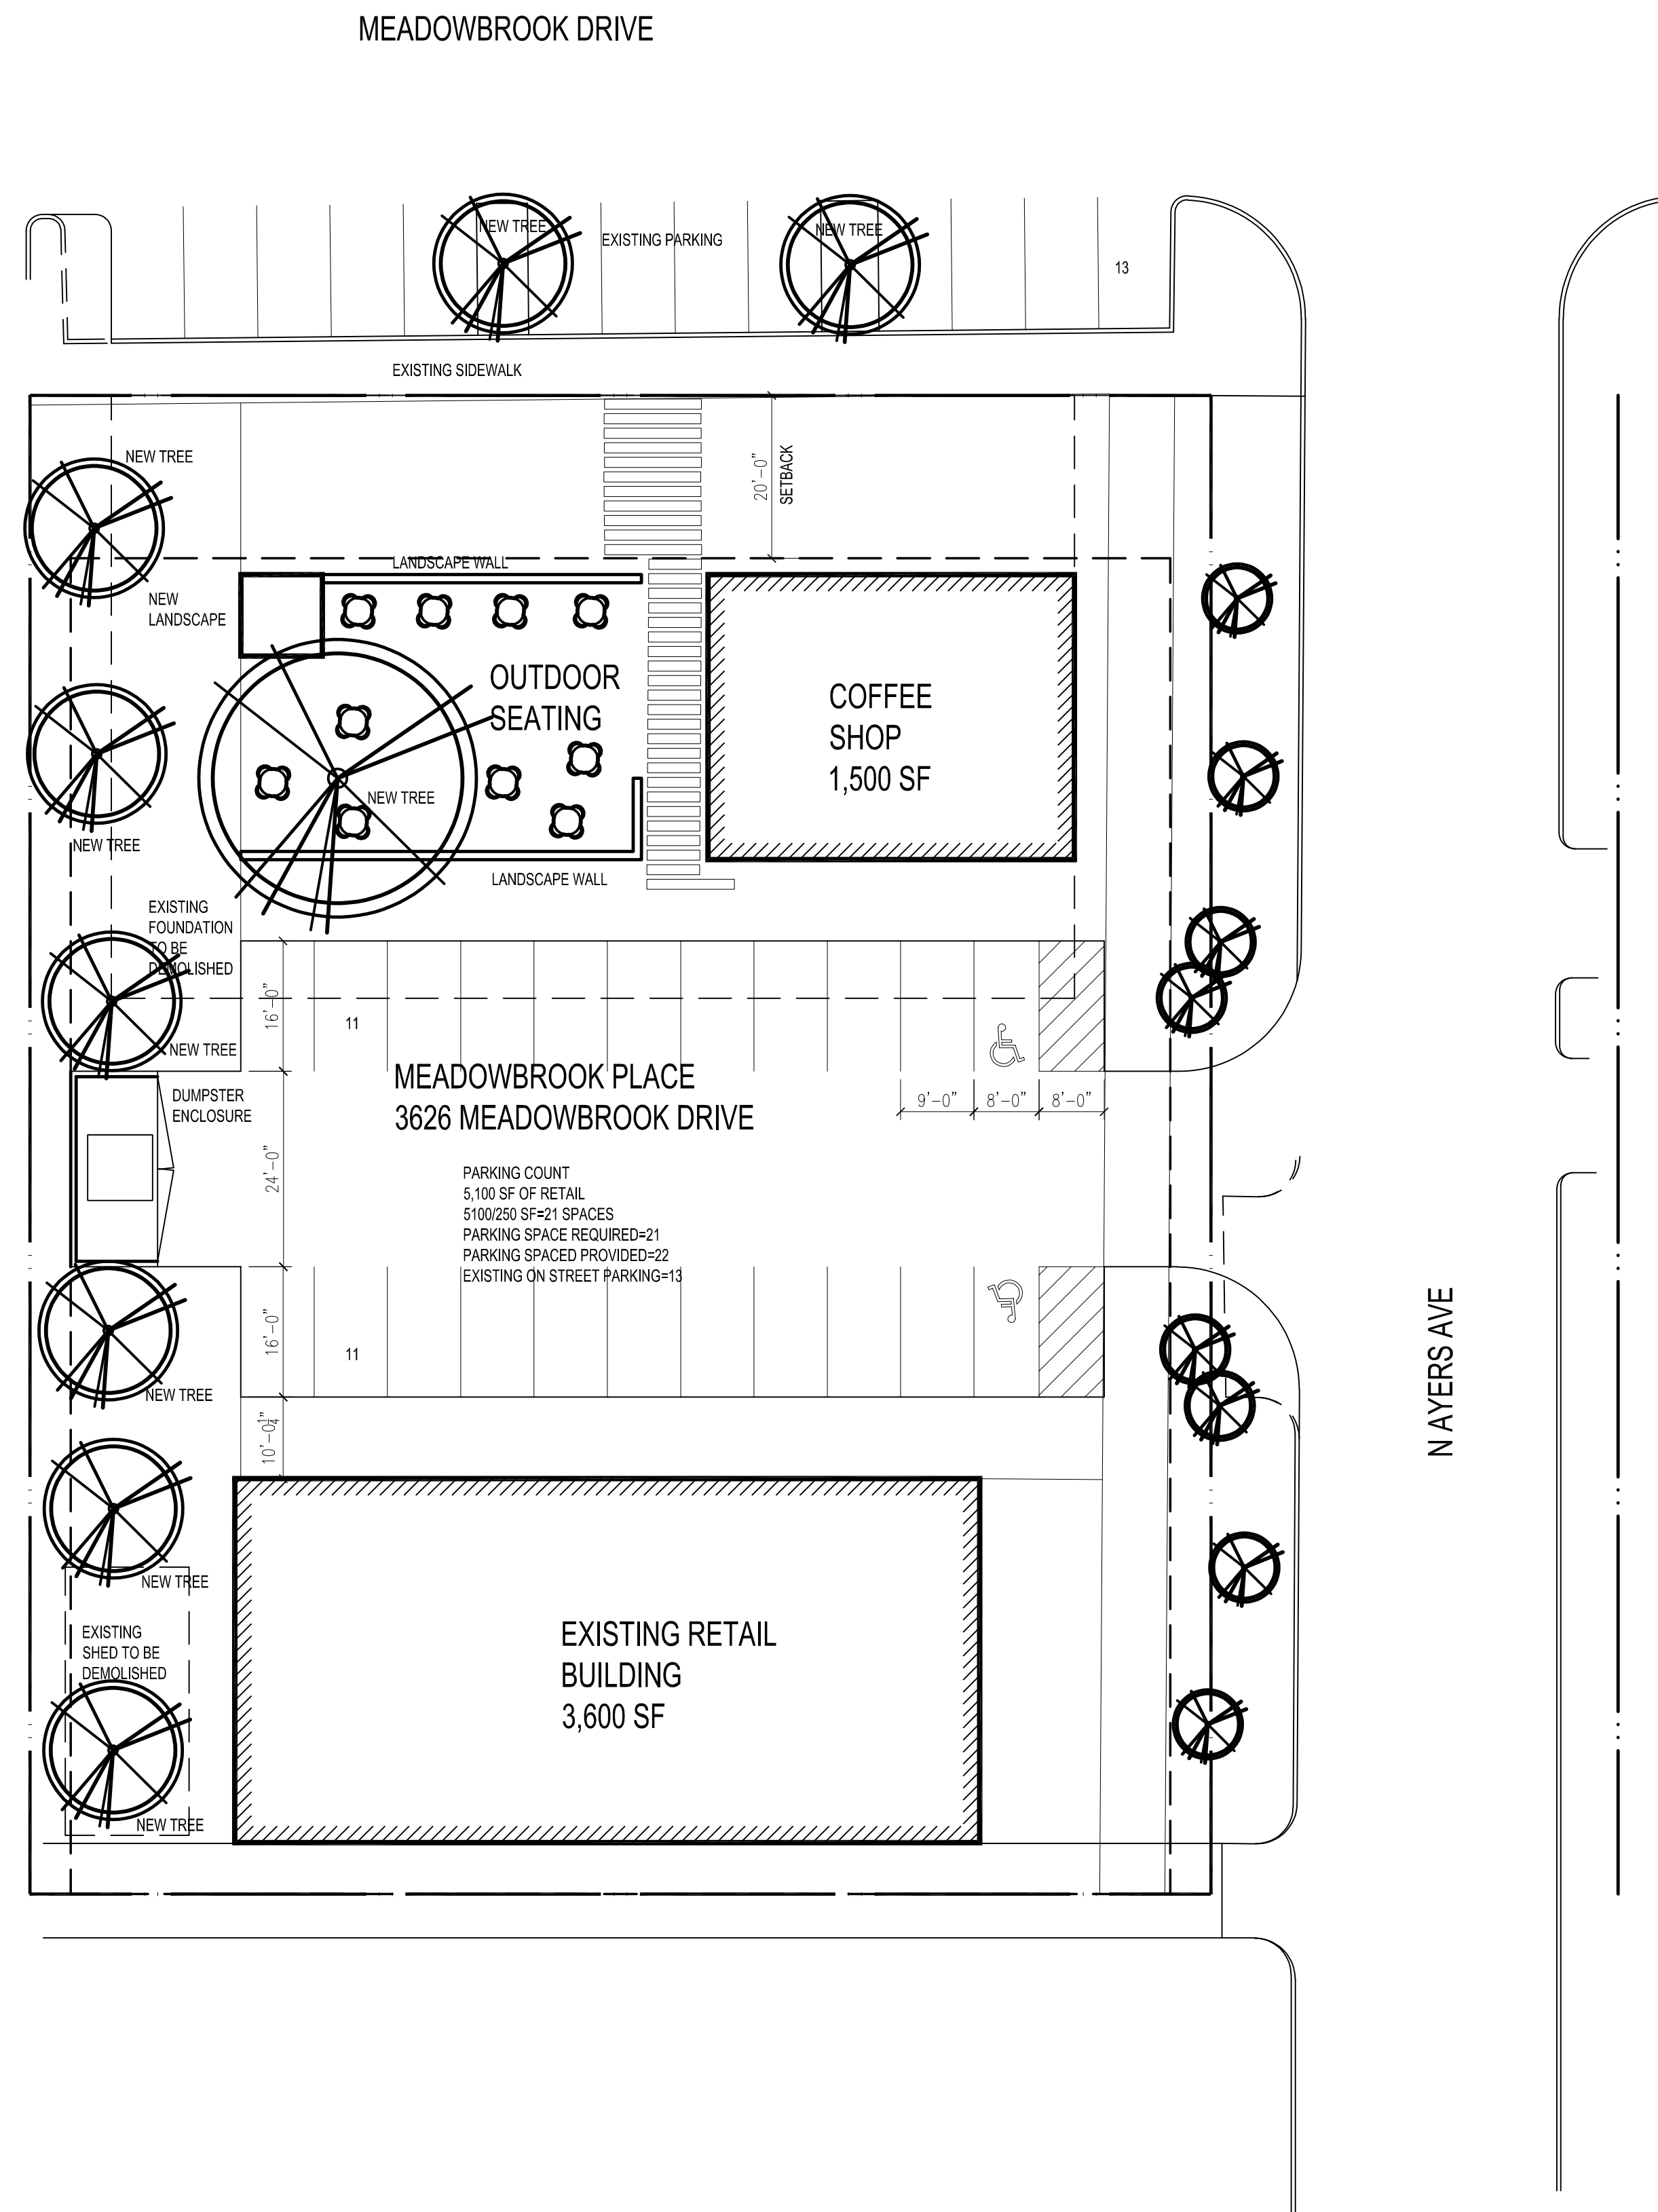 MEADOWBROOK DRIVE
NEW TREE
EXISTING PARKING
NEW TREE
13
EXISTING SIDEWALK
20'-0"
SETBACK
NEW TREE
LANDSCAPE WALL
NEW
LANDSCAPE
OUTDOOR
SEATING
COFFEE
SHOP
1,500 SF
NEW TREE
NEW TREE
LANDSCAPE WALL
EXISTING
FOUNDATION
TO BE
DEMOLISHED
16'-0"
11
NEW TREE
MEADOWBROOK PLACE
3626 MEADOWBROOK DRIVE
9'-0"
8'-0"
8'-0"
DUMPSTER
ENCLOSURE
24'-0"
PARKING COUNT
5,100 SF OF RETAIL
5100/250 SF=21 SPACES
PARKING SPACE REQUIRED=21
PARKING SPACED PROVIDED=22
EXISTING ON STREET PARKING=13
16'-0"
11
NEW TREE
N AYERS AVE
10'-0¼"
NEW TREE
EXISTING
SHED TO BE
DEMOLISHED
EXISTING RETAIL
BUILDING
3,600 SF
NEW TREE